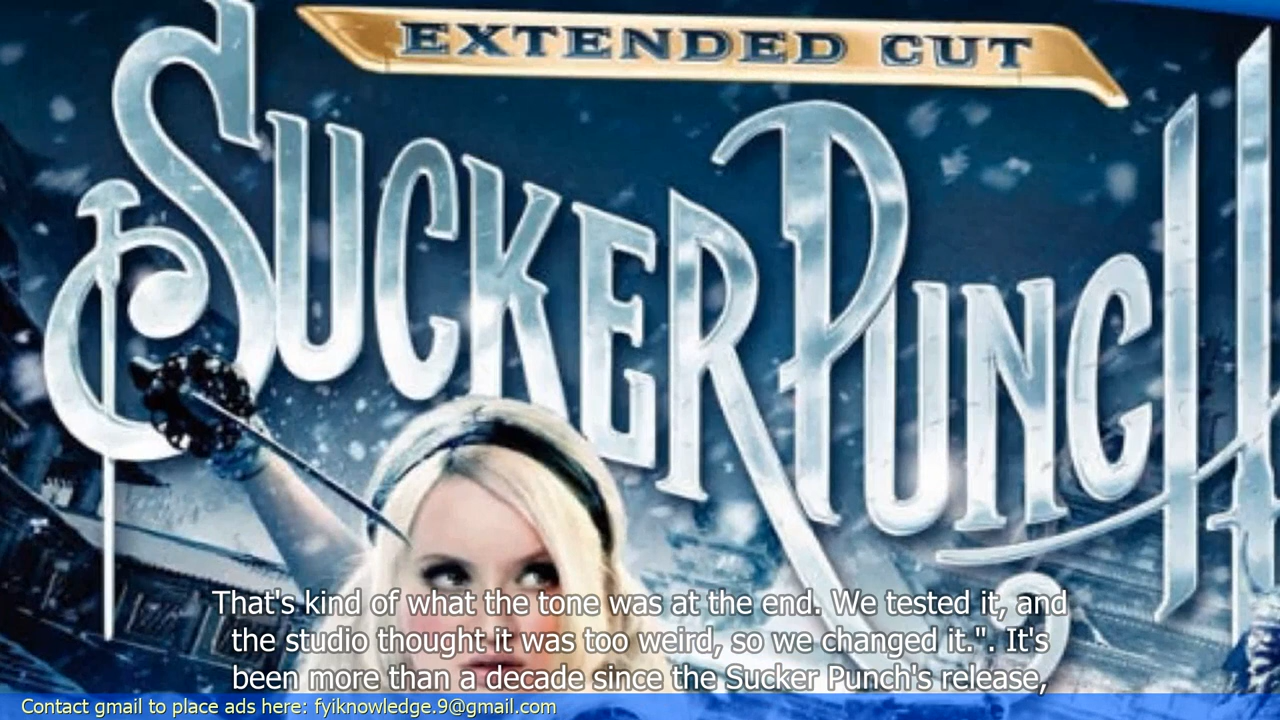 EXTENDED CUT
SUCKER PUNCH
That's kind of what the tone was at the end. We tested it, and
the studio thought it was too weird, so we changed it.". It's
been more than a decade since the Sucker Punch's release,
Contact gmail to place ads here: fyiknowledge.9@gmail.com